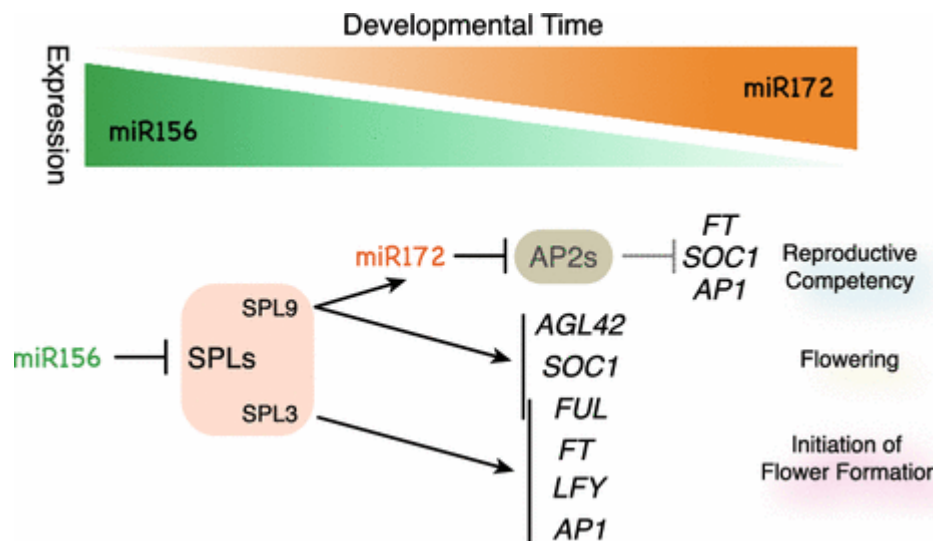 Developmental Time
Expression
miR172
miR156
FT
miR172
AP2s
SOC1
Reproductive
Competency
AP1
SPL9
AGL42
miR156
SPLs
SOC1
Flowering
SPL3
FUL
FT
Initiation of
Flower Formation
LFY
AP1